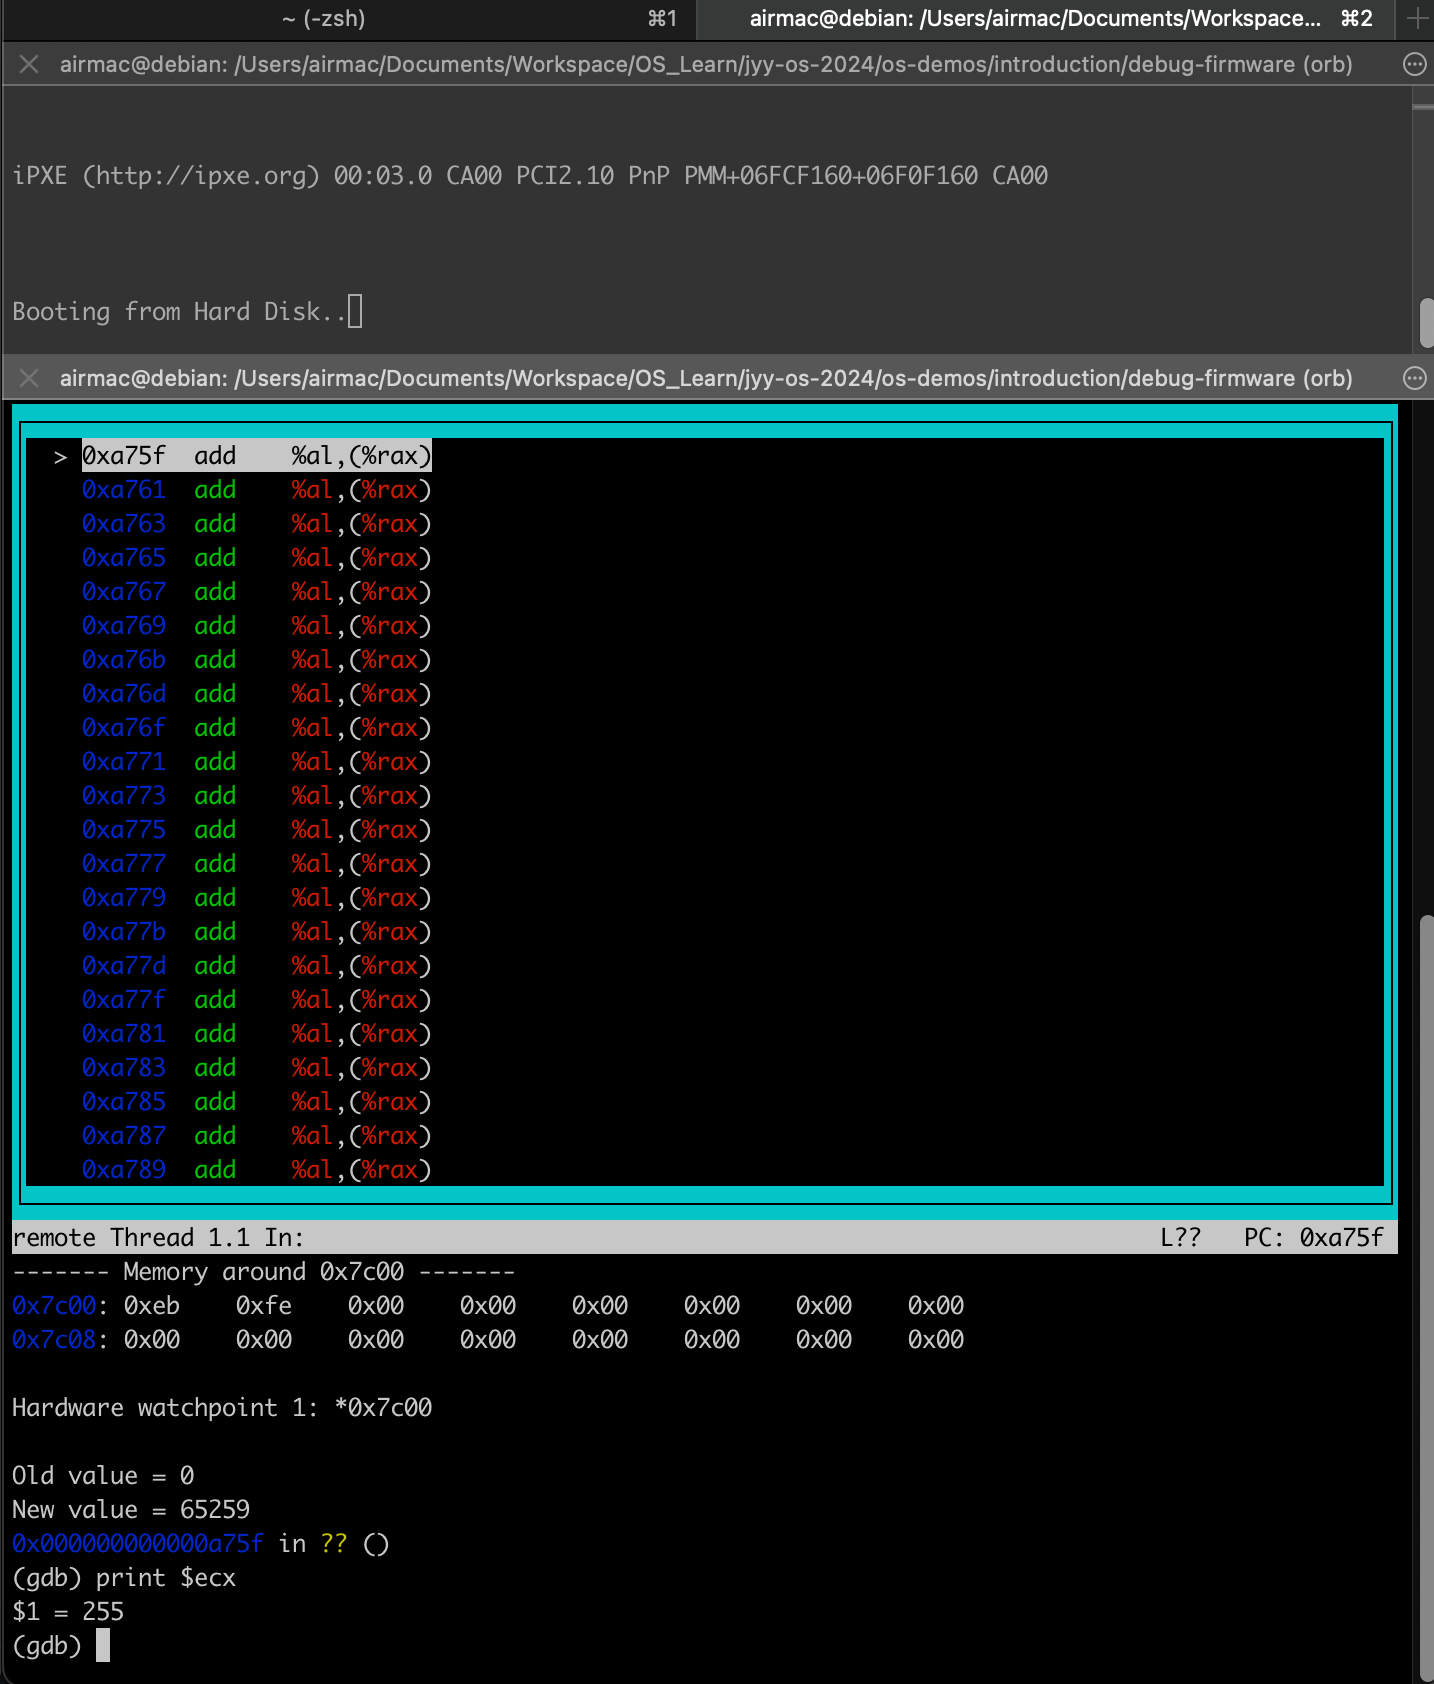 ~ (-zsh) ⌘1 airmac@debian: /Users/airmac/Documents/Workspace... ⌘2
airmac@debian: /Users/airmac/Documents/Workspace/OS_Learn/jyy-os-2024/os-demos/introduction/debug-firmware (orb)
iPXE (http://ipxe.org) 00:03.0 CA00 PCI2.10 PnP PMM+06FCF160+06F0F160 CA00
Booting from Hard Disk..
airmac@debian: /Users/airmac/Documents/Workspace/OS_Learn/jyy-os-2024/os-demos/introduction/debug-firmware (orb)
> 0xa75f add %al,(%rax)
0xa761 add %al,(%rax)
0xa763 add %al,(%rax)
0xa765 add %al,(%rax)
0xa767 add %al,(%rax)
0xa769 add %al,(%rax)
0xa76b add %al,(%rax)
0xa76d add %al,(%rax)
0xa76f add %al,(%rax)
0xa771 add %al,(%rax)
0xa773 add %al,(%rax)
0xa775 add %al,(%rax)
0xa777 add %al,(%rax)
0xa779 add %al,(%rax)
0xa77b add %al,(%rax)
0xa77d add %al,(%rax)
0xa77f add %al,(%rax)
0xa781 add %al,(%rax)
0xa783 add %al,(%rax)
0xa785 add %al,(%rax)
0xa787 add %al,(%rax)
0xa789 add %al,(%rax)
remote Thread 1.1 In: L?? PC: 0xa75f
------- Memory around 0x7c00 -------
0x7c00: 0xeb 0xfe 0x00 0x00 0x00 0x00 0x00 0x00
0x7c08: 0x00 0x00 0x00 0x00 0x00 0x00 0x00 0x00
Hardware watchpoint 1: *0x7c00
Old value = 0
New value = 65259
0x000000000000a75f in ?? ()
(gdb) print $ecx
$1 = 255
(gdb)